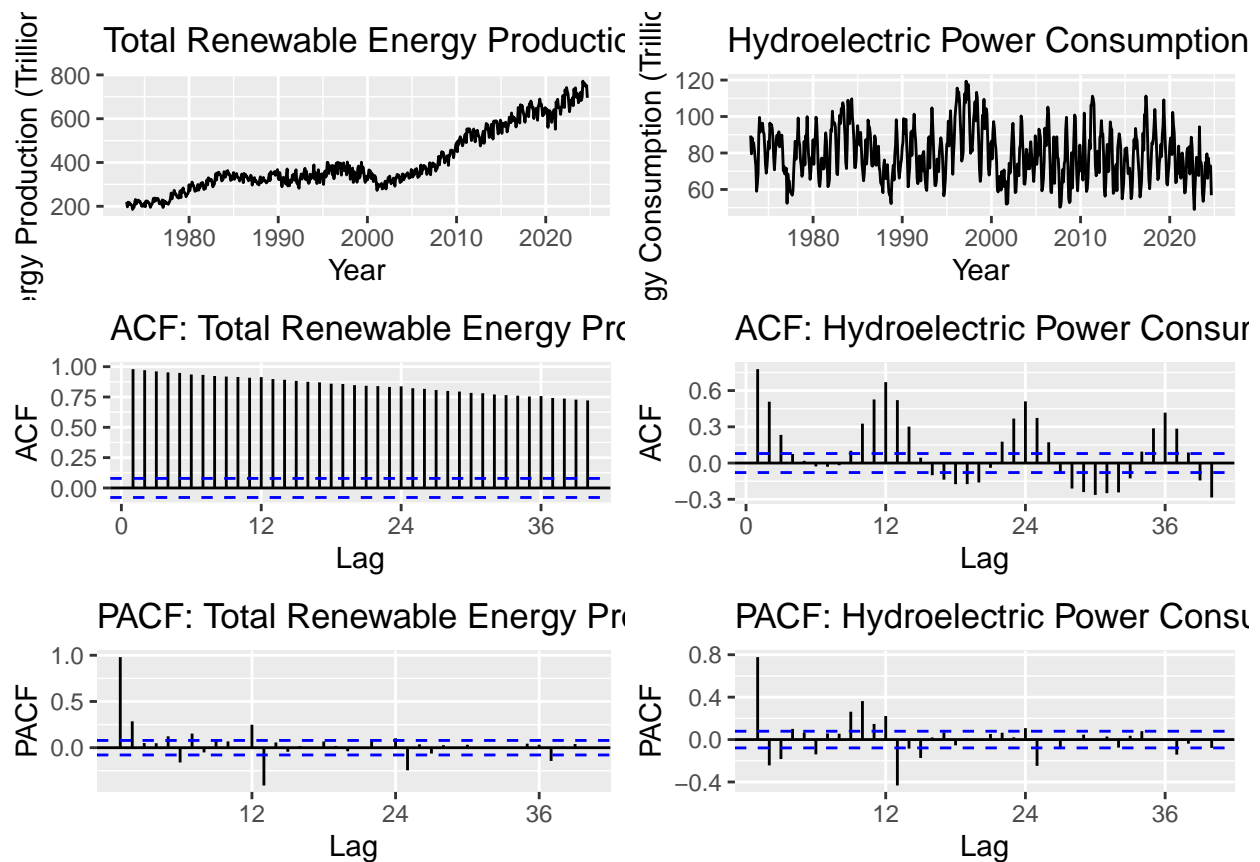 Total Renewable Energy Productio
ergy Production (Trillion
800
600
400
200
1980
1990
2000
2010
2020
Year
Hydroelectric Power Consumption
gy Consumption (Trillio
120
100
80
60
1980
1990
2000
2010
2020
Year
ACF: Total Renewable Energy Pro
ACF
1.00
0.75
0.50
0.25
0.00
0
12
24
36
Lag
ACF: Hydroelectric Power Consum
ACF
0.6
0.3
0.0
−0.3
0
12
24
36
Lag
PACF: Total Renewable Energy Pro
PACF
1.0
0.5
0.0
12
24
36
Lag
PACF: Hydroelectric Power Consu
PACF
0.8
0.4
0.0
−0.4
12
24
36
Lag